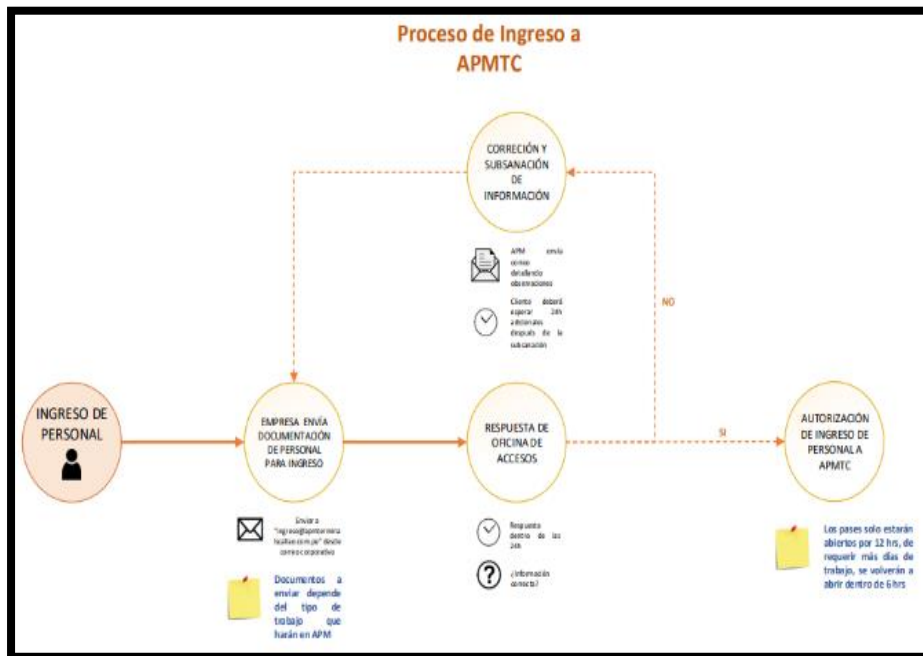 Proceso de Ingreso a
APMTC
CORRECIÓN Y
SUBSANACIÓN
DE
INFORMACIÓN
APM envía
correo
detallando
observaciones
Cliente deberá
esperar 24h
adicionales
después de la
subsanación
NO
INGRESO DE
PERSONAL
EMPRESA ENVÍA
DOCUMENTACIÓN
DE PERSONAL
PARA INGRESO
RESPUESTA DE
OFICINA DE
ACCESOS
SI
AUTORIZACIÓN
DE INGRESO DE
PERSONAL A
APMTC
Enviar a
desde
correo corporativo
Documentos a
enviar depende
del tipo de
trabajo que
harán en APM
Respuesta
dentro de las
24h
¿Información
correcta?
Los pases solo estarán
abiertos por 12 hrs, de
requerir más días de
trabajo, se volverán a
abrir dentro de 6 hrs